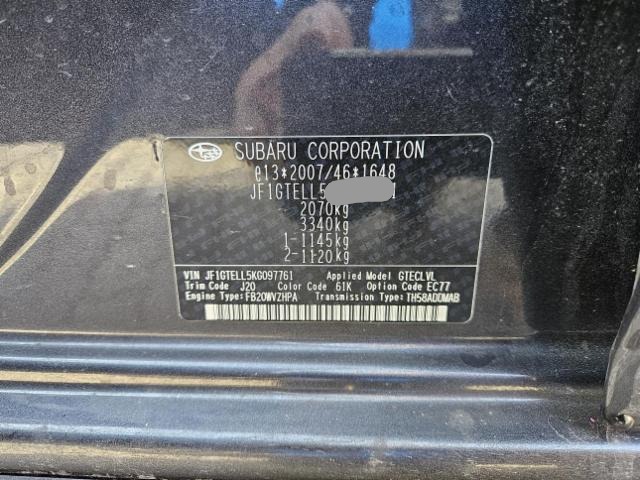 SUBARU CORPORATION
e13*2007/46*1648
JF1GTELL5
2070kg
3340kg
1-1145kg
2-1120kg
VIN JF1GTELL5KG097761 Applied Model GTECLVL
Trim Code J20 Color Code 61K Option Code EC77
Engine Type: FB20WVZHPA Transmission Type: TH58ADDMAB